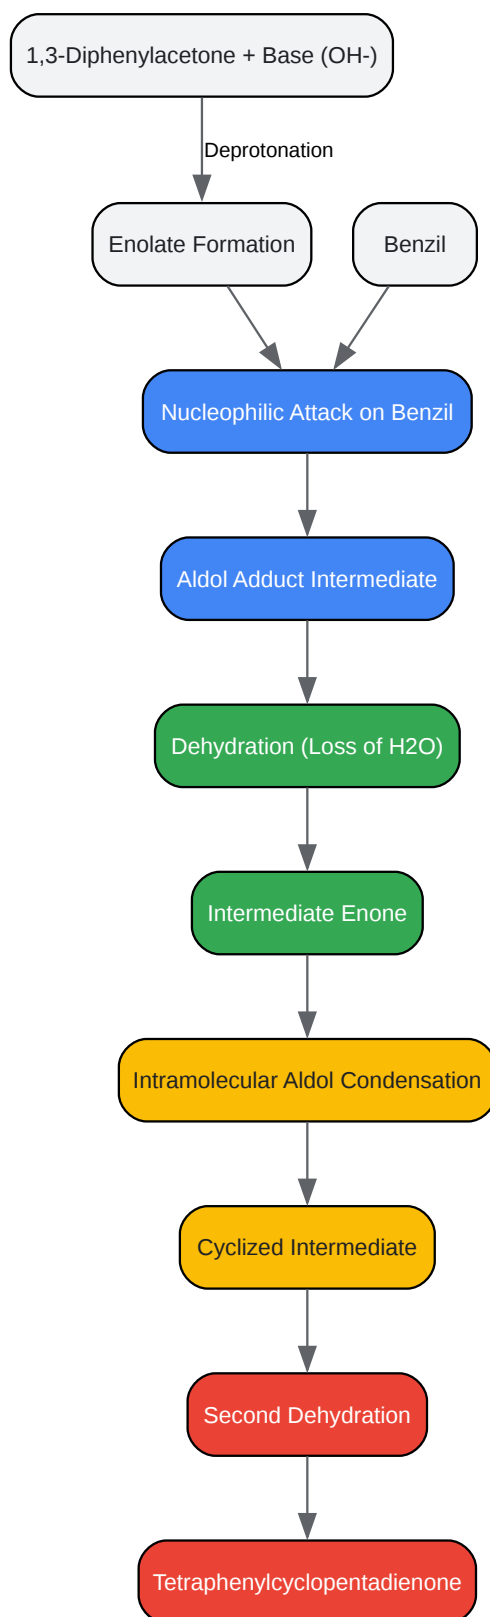 1,3-Diphenylacetone + Base (OH-)
Deprotonation
Enolate Formation
Benzil
Nucleophilic Attack on Benzil
Aldol Adduct Intermediate
Dehydration (Loss of H2O)
Intermediate Enone
Intramolecular Aldol Condensation
Cyclized Intermediate
Second Dehydration
Tetraphenylcyclopentadienone